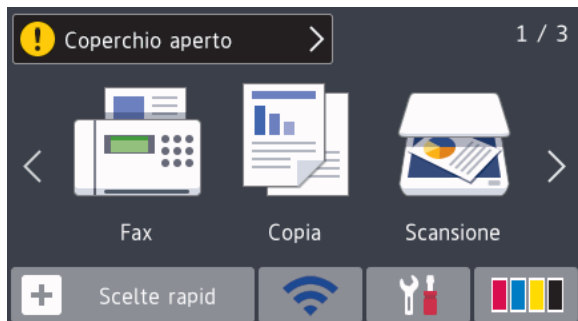 ! Coperchio aperto
1 / 3
Fax Copia Scansione
Scelte rapid